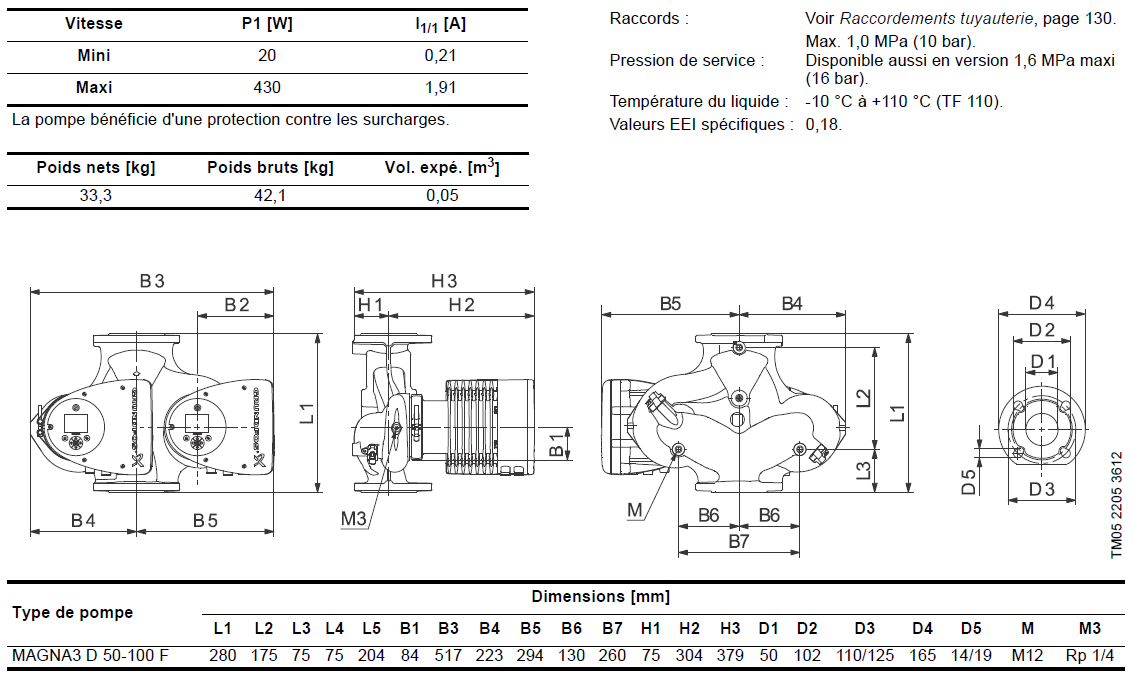 Vitesse P1 [W] I1/1 [A]
Mini 20 0,21
Maxi 430 1,91
La pompe bénéficie d'une protection contre les surcharges.
Poids nets [kg] Poids bruts [kg] Vol. expé. [m3]
33,3 42,1 0,05
Raccords : Voir Raccordements tuyauterie, page 130.
Max. 1,0 MPa (10 bar).
Pression de service : Disponible aussi en version 1,6 MPa maxi
(16 bar).
Température du liquide : -10 °C à +110 °C (TF 110).
Valeurs EEI spécifiques : 0,18.
B3
B2
L1
B4 B5
GRUNDFOS
GRUNDFOS
H3
H1 H2
B1
M3
B5 B4
L2
L1
L3
M
B6 B6
B7
D4
D2
D1
D5
D3
TM05 2205 3612
Type de pompe Dimensions [mm]
L1 L2 L3 L4 L5 B1 B3 B4 B5 B6 B7 H1 H2 H3 D1 D2 D3 D4 D5 M M3
MAGNA3 D 50-100 F 280 175 75 75 204 84 517 223 294 130 260 75 304 379 50 102 110/125 165 14/19 M12 Rp 1/4